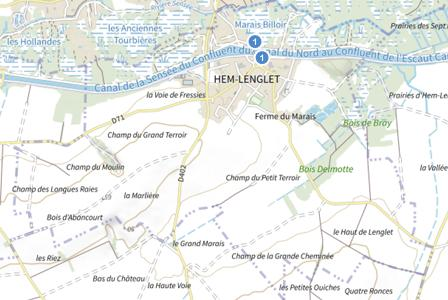 Rivière Sensée
Marais Billoir
Prairies des Sept
les Anciennes
Tourbières
les Hollandes
1
1
Canal de la Sensée du Confluent du Canal du Nord au Confluent de l'Escaut Ca
HEM-LENGLET
la Voie de Fressies
Prairies d'Hem-Le
DT1
Ferme du Marais
Bois de Bray
Champ du Grand Terroir
Champ du Moulin
D402
Bois Delmotte
la Vallée
Champ du Petit Terroir
Champ des Longues Raies
la Marlière
Bois d'Aboncourt
le Haut de Lenglet
le Grand Marais
les Riez
Champ de la Grande Cheminée
Bas du Château
la Haute Voie
les Petites Ouiches
Quatre Ronces